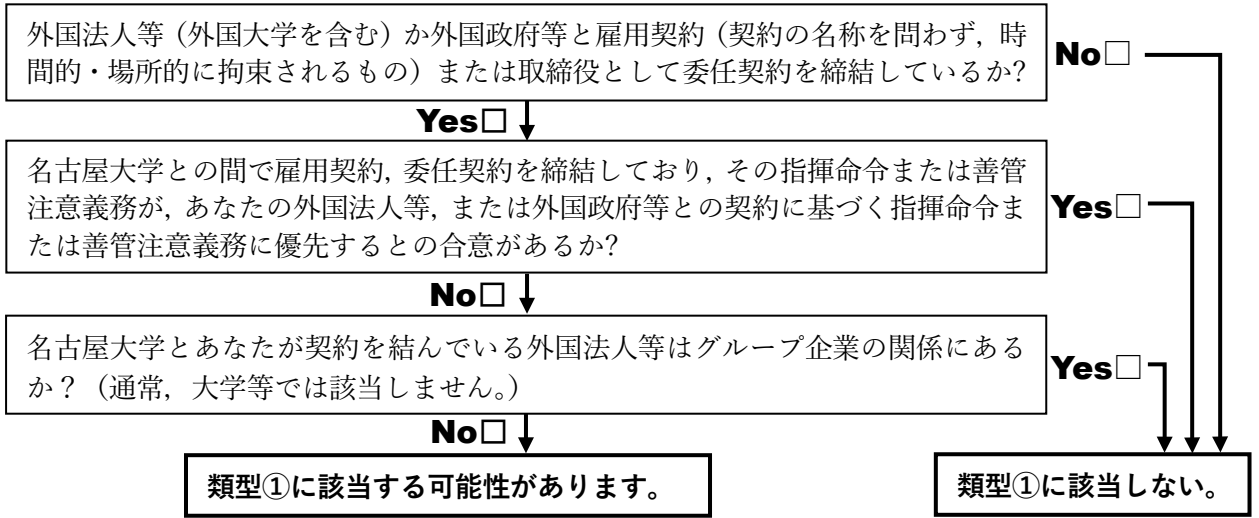 外国法人等（外国大学を含む）か外国政府等と雇用契約（契約の名称を問わず，時
間的・場所的に拘束されるもの）または取締役として委任契約を締結しているか?
No□
Yes□
名古屋大学との間で雇用契約，委任契約を締結しており，その指揮命令または善管
注意義務が，あなたの外国法人等，または外国政府等との契約に基づく指揮命令ま
たは善管注意義務に優先するとの合意があるか?
Yes□
No□
名古屋大学とあなたが契約を結んでいる外国法人等はグループ企業の関係にある
か？（通常，大学等では該当しません。）
Yes□
No□
類型①に該当する可能性があります。
類型①に該当しない。